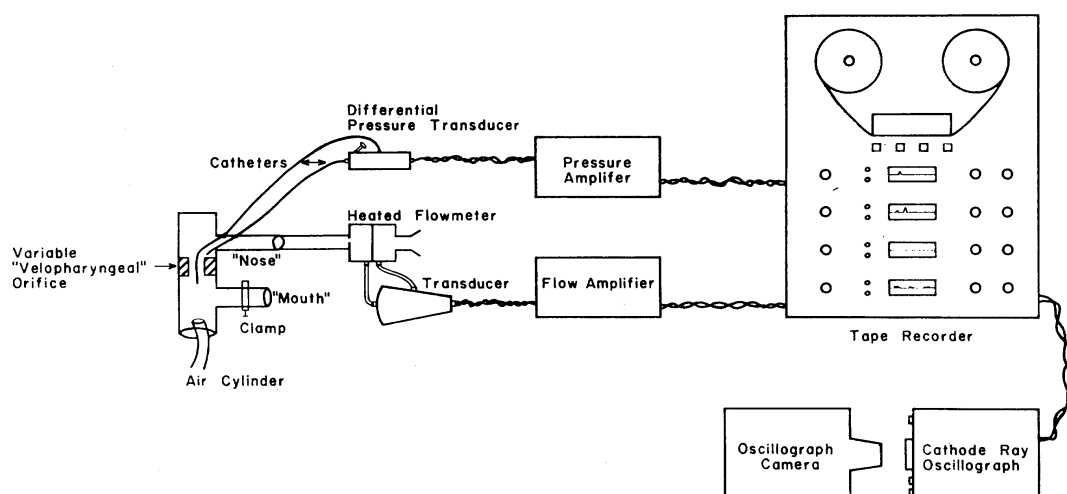 Differential
Pressure Transducer
Catheters
Pressure
Amplifer
Heated Flowmeter
Variable
"Velopharyngeal"
Orifice
"Nose"
Transducer
Flow Amplifier
"Mouth"
Clamp
Air Cylinder
Tape Recorder
Oscillograph
Camera
Cathode Ray
Oscillograph